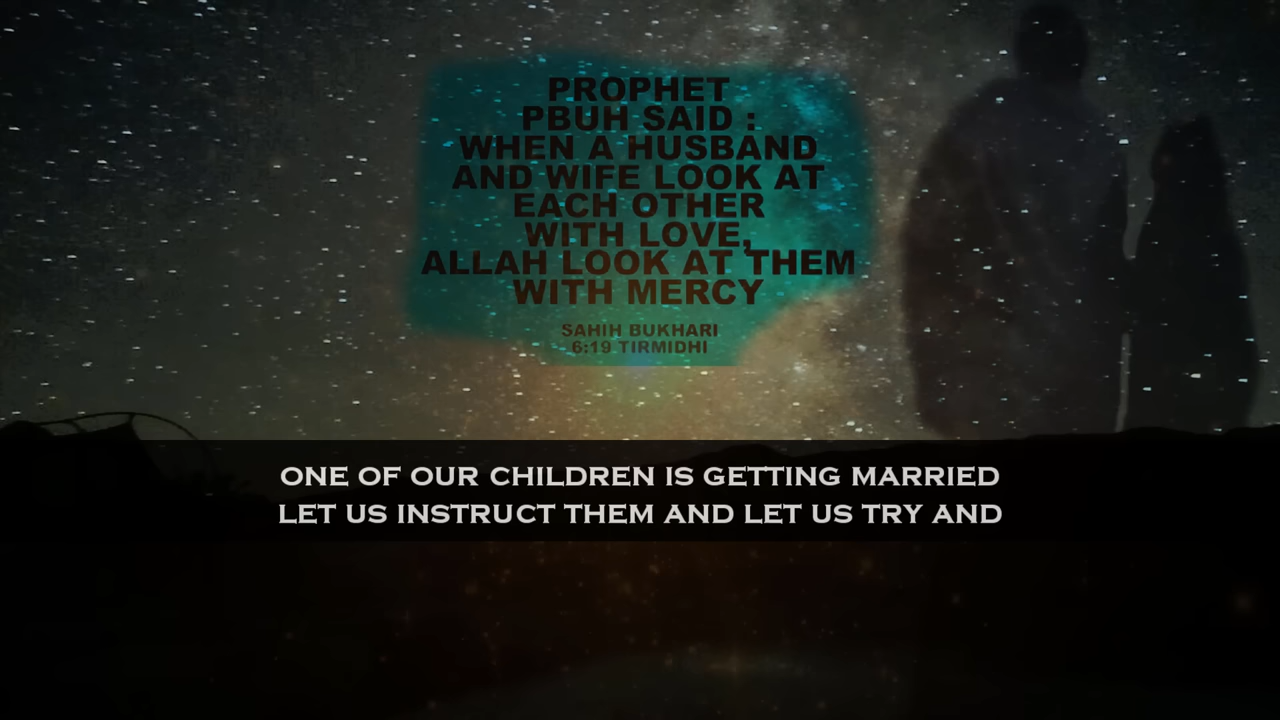 PROPHET
PBUH SAID :
WHEN A HUSBAND
AND WIFE LOOK AT
EACH OTHER
WITH LOVE,
ALLAH LOOK AT THEM
WITH MERCY
SAHIH BUKHARI
6:19 TIRMIDHI
ONE OF OUR CHILDREN IS GETTING MARRIED
LET US INSTRUCT THEM AND LET US TRY AND